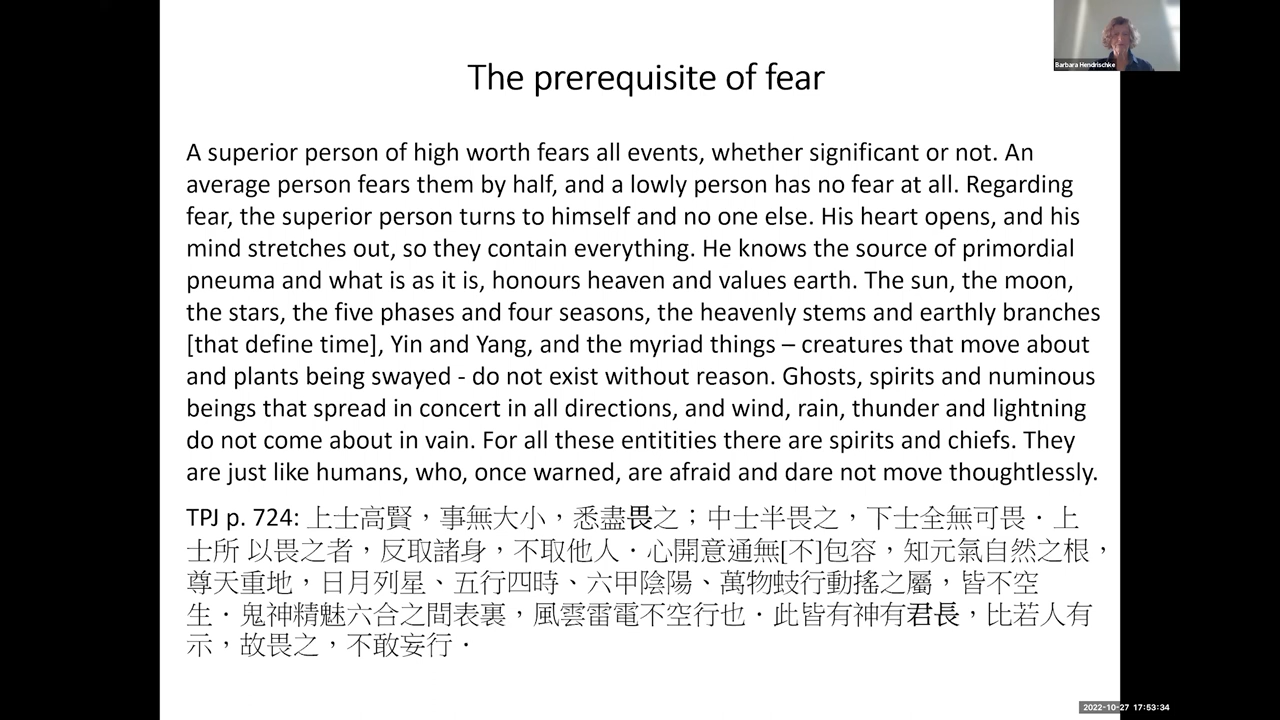 Barbara Hendrischke
The prerequisite of fear
A superior person of high worth fears all events, whether significant or not. An
average person fears them by half, and a lowly person has no fear at all. Regarding
fear, the superior person turns to himself and no one else. His heart opens, and his
mind stretches out, so they contain everything. He knows the source of primordial
pneuma and what is as it is, honours heaven and values earth. The sun, the moon,
the stars, the five phases and four seasons, the heavenly stems and earthly branches
[that define time], Yin and Yang, and the myriad things – creatures that move about
and plants being swayed - do not exist without reason. Ghosts, spirits and numinous
beings that spread in concert in all directions, and wind, rain, thunder and lightning
do not come about in vain. For all these entitities there are spirits and chiefs. They
are just like humans, who, once warned, are afraid and dare not move thoughtlessly.
TPJ p. 724: 上士高賢，事無大小，悉盡畏之；中士半畏之，下士全無可畏．上
士所 以畏之者，反取諸身，不取他人．心開意通無[不]包容，知元氣自然之根，
尊天重地，日月列星、五行四時、六甲陰陽、萬物蚑行動搖之屬，皆不空
生．鬼神精魅六合之間表裏，風雲雷電不空行也．此皆有神有君長，比若人有
示，故畏之，不敢妄行．
2022-10-27 17:53:34